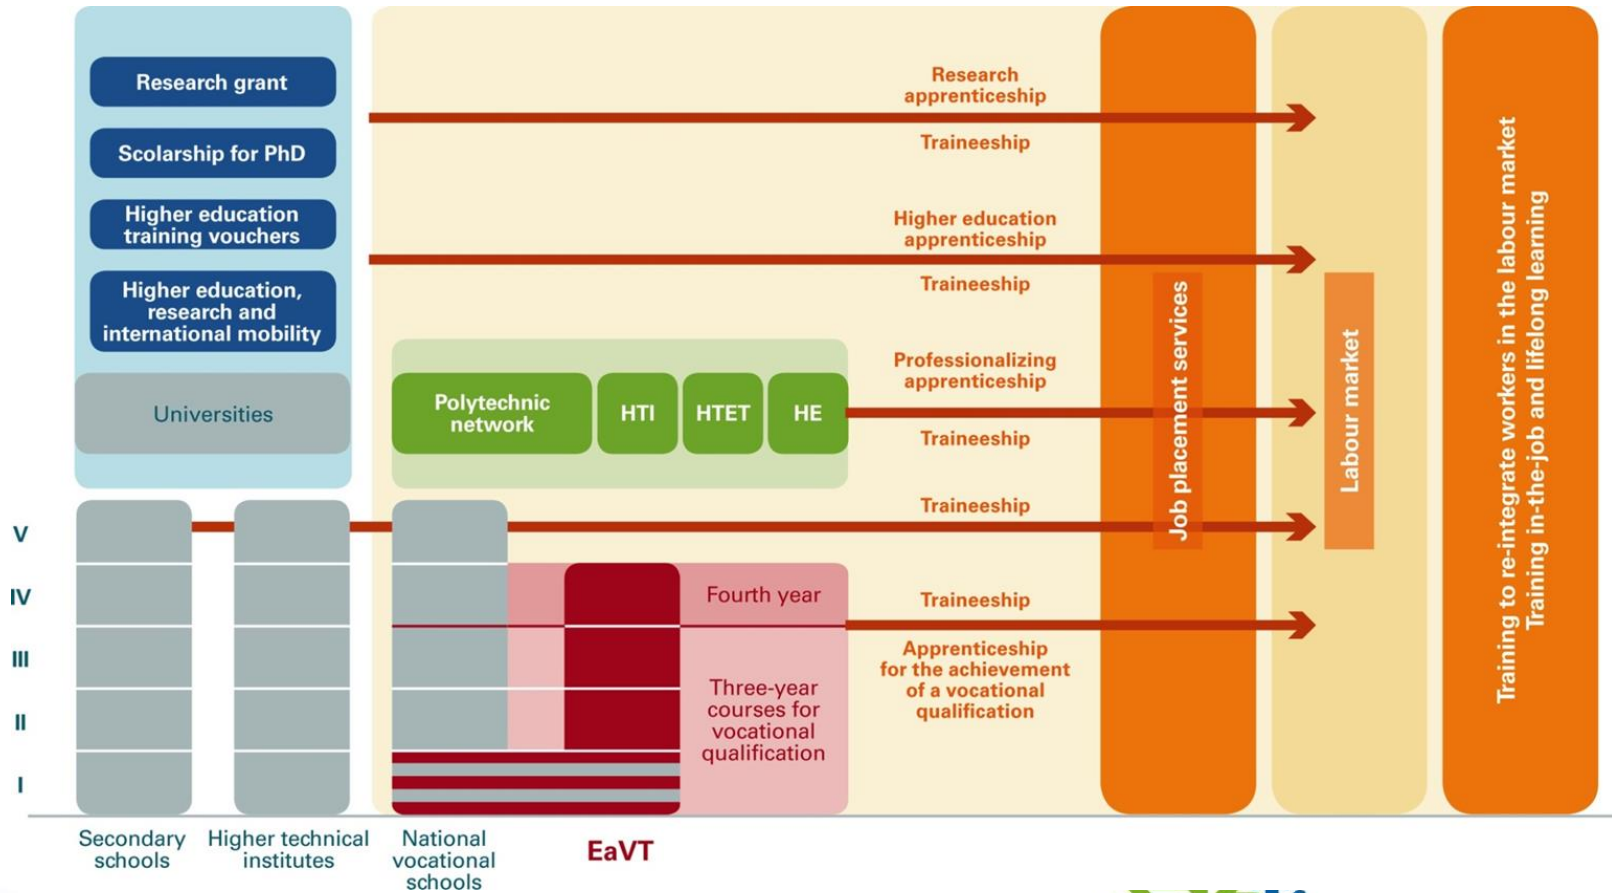 Research grant
Scolarship for PhD
Higher education
training vouchers
Higher education,
research and
international mobility
Universities
Polytechnic
network
HTI
HTET
HE
Research
apprenticeship
Traineeship
Higher education
apprenticeship
Traineeship
Professionalizing
apprenticeship
Traineeship
Traineeship
Traineeship
Apprenticeship
for the achievement
of a vocational
qualification
Fourth year
Three-year
courses for
vocational
qualification
V
IV
III
II
I
Secondary
schools
Higher technical
institutes
National
vocational
schools
EaVT
Job placement services
Labour market
Training to re-integrate workers in the labour market
Training in-the-job and lifelong learning